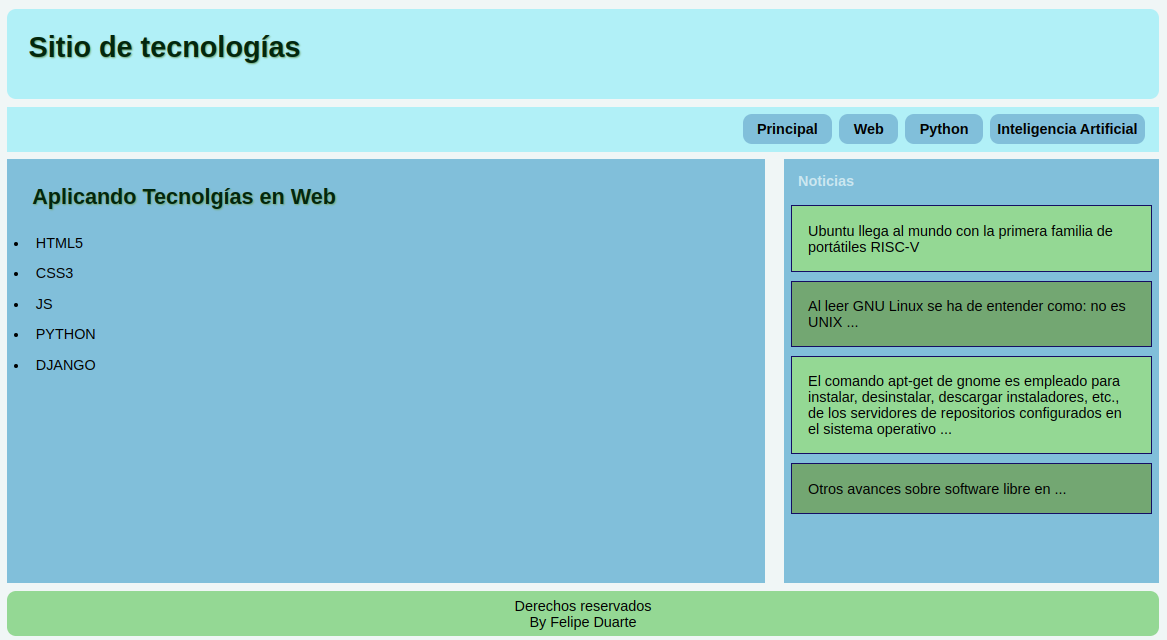 Sitio de tecnologías
Principal
Web
Python
Inteligencia Artificial
Aplicando Tecnolgías en Web
HTML5
CSS3
JS
PYTHON
DJANGO
Noticias
Ubuntu llega al mundo con la primera familia de
portátiles RISC-V
Al leer GNU Linux se ha de entender como: no es
UNIX ...
El comando apt-get de gnome es empleado para
instalar, desinstalar, descargar instaladores, etc.,
de los servidores de repositorios configurados en
el sistema operativo ...
Otros avances sobre software libre en ...
Derechos reservados
By Felipe Duarte